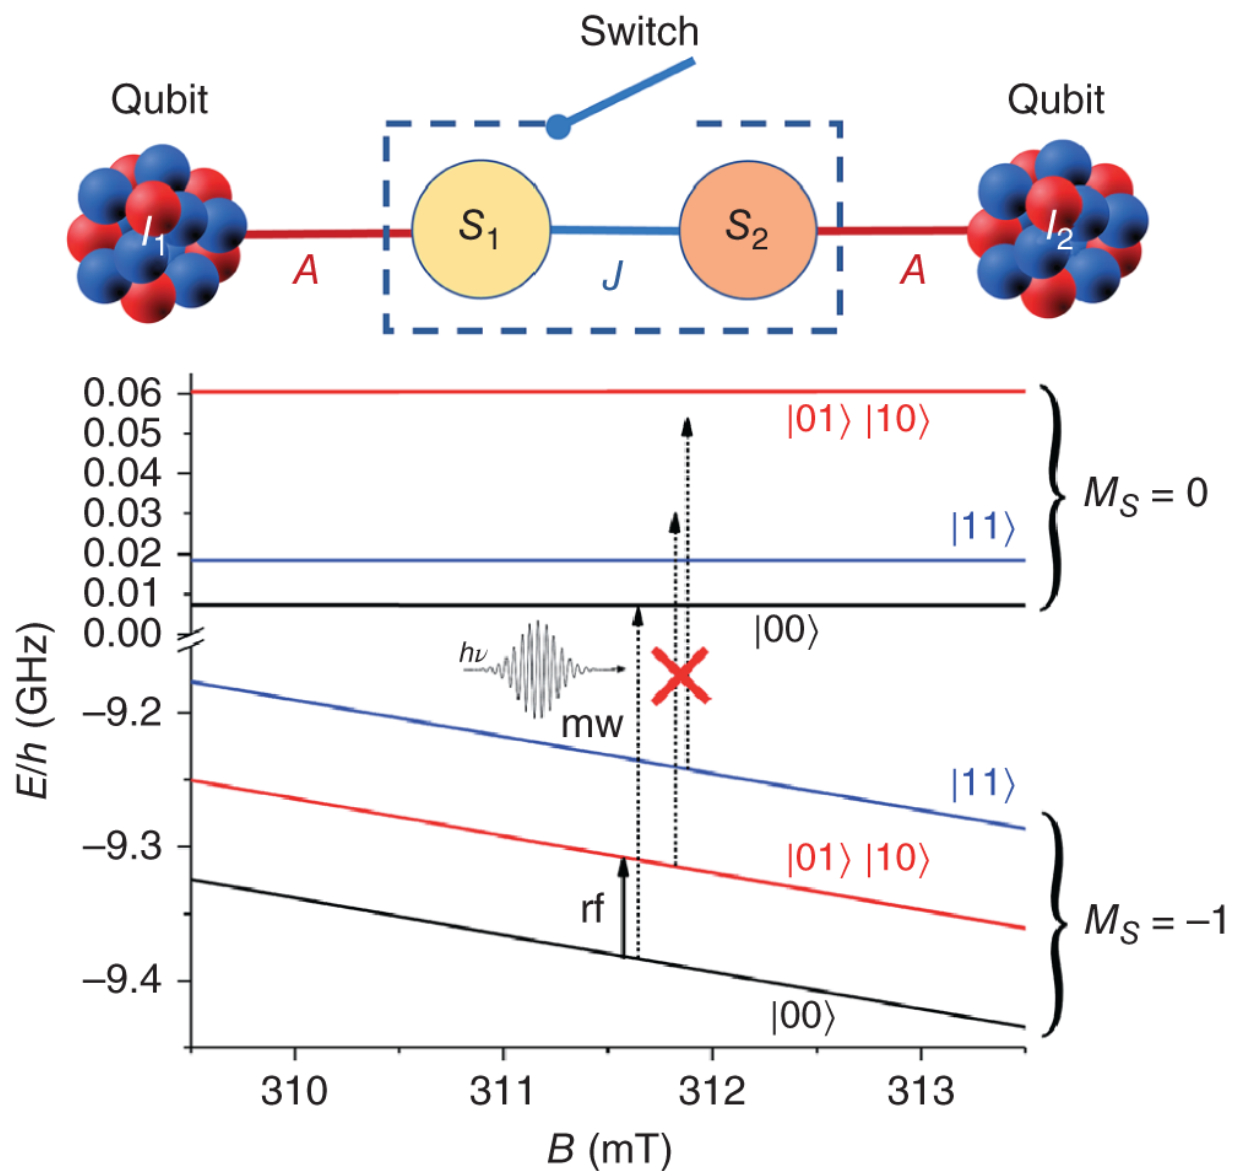 Switch
Qubit
Qubit
I1
S1
S2
I2
A
J
A
0.06
0.05
0.04
0.03
0.02
0.01
0.00
−9.2
−9.3
−9.4
E/h (GHz)
|01⟩ |10⟩
|11⟩
|00⟩
MS = 0
hν
mw
|11⟩
|01⟩ |10⟩
rf
|00⟩
MS = −1
310
311
312
313
B (mT)